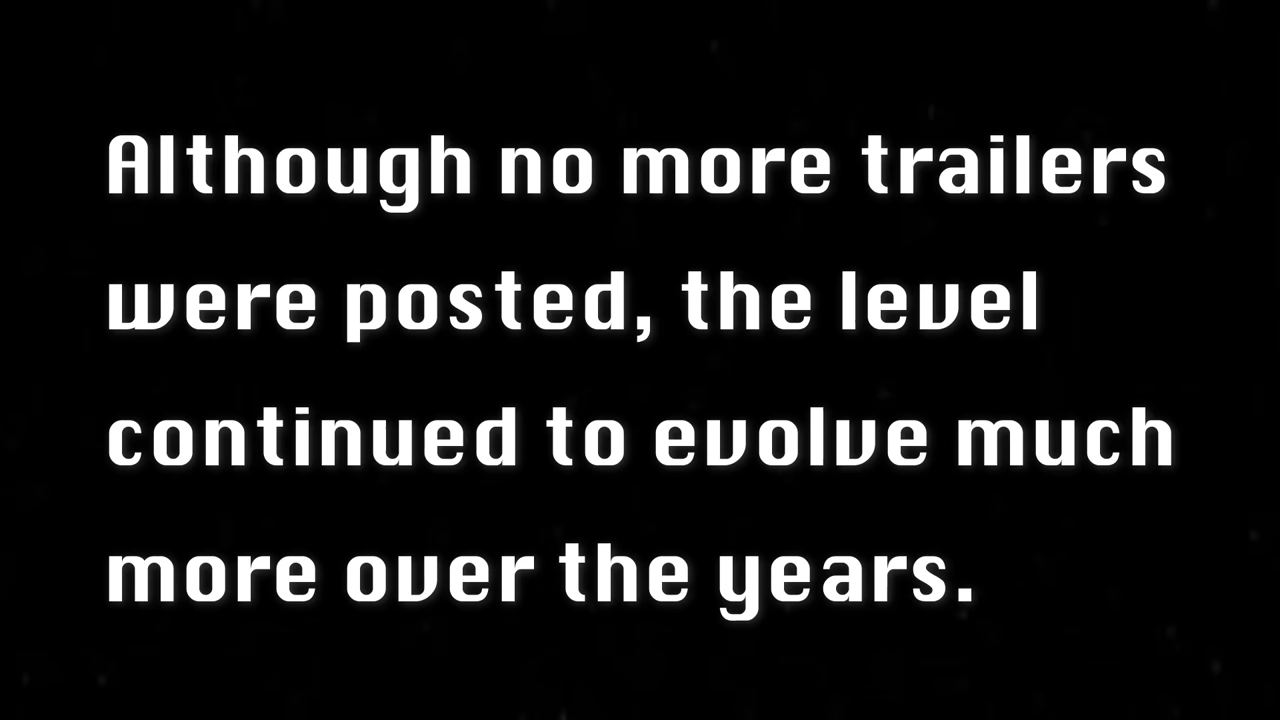 Although no more trailers
were posted, the level
continued to evolve much
more over the years.